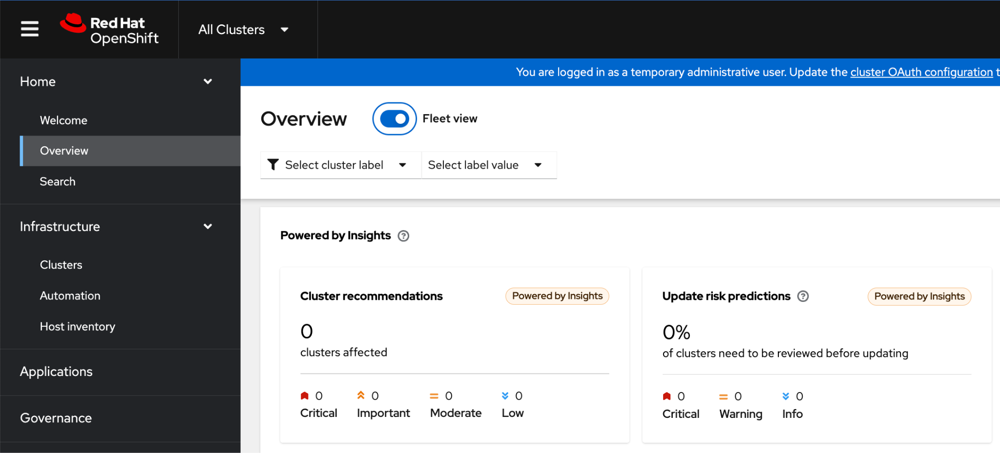 Red Hat
OpenShift
All Clusters
Home
Welcome
Overview
Search
Infrastructure
Clusters
Automation
Host inventory
Applications
Governance
You are logged in as a temporary administrative user. Update the cluster OAuth configuration t
Overview
Fleet view
Select cluster label
Select label value
Powered by Insights
Cluster recommendations
Powered by Insights
0
clusters affected
0 0 0 0
Critical Important Moderate Low
Update risk predictions
Powered by Insights
0%
of clusters need to be reviewed before updating
0 0 0
Critical Warning Info